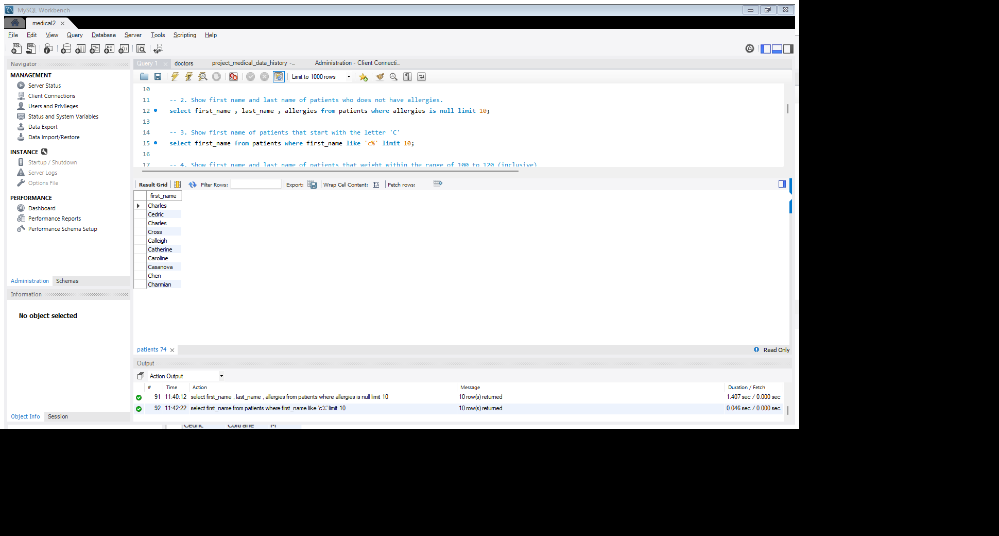 MySQL Workbench
medical2
File Edit View Query Database Server Tools Scripting Help
Navigator
MANAGEMENT
Server Status
Client Connections
Users and Privileges
Status and System Variables
Data Export
Data Import/Restore
INSTANCE
Startup / Shutdown
Server Logs
Options File
PERFORMANCE
Dashboard
Performance Reports
Performance Schema Setup
Administration Schemas
Information
No object selected
Object Info Session
Query 1 doctors project_medical_data_history -... Administration - Client Connecti...
Limit to 1000 rows
10
11 -- 2. Show first name and last name of patients who does not have allergies.
12 select first_name , last_name , allergies from patients where allergies is null limit 10;
13
14 -- 3. Show first name of patients that start with the letter 'C'
15 select first_name from patients where first_name like 'c%' limit 10;
16
17 -- 4. Show first name and last name of patients that weight within the range of 100 to 120 (inclusive)
Result Grid Filter Rows: Export: Wrap Cell Content: Fetch rows:
first_name
Charles
Cedric
Charles
Cross
Calleigh
Catherine
Caroline
Casanova
Chen
Charmian
patients 74 Read Only
Output
Action Output
# Time Action Message Duration / Fetch
91 11:40:12 select first_name , last_name , allergies from patients where allergies is null limit 10 10 row(s) returned 1.407 sec / 0.000 sec
92 11:42:22 select first_name from patients where first_name like 'c%' limit 10 10 row(s) returned 0.046 sec / 0.000 sec
Cedric Coltrane M